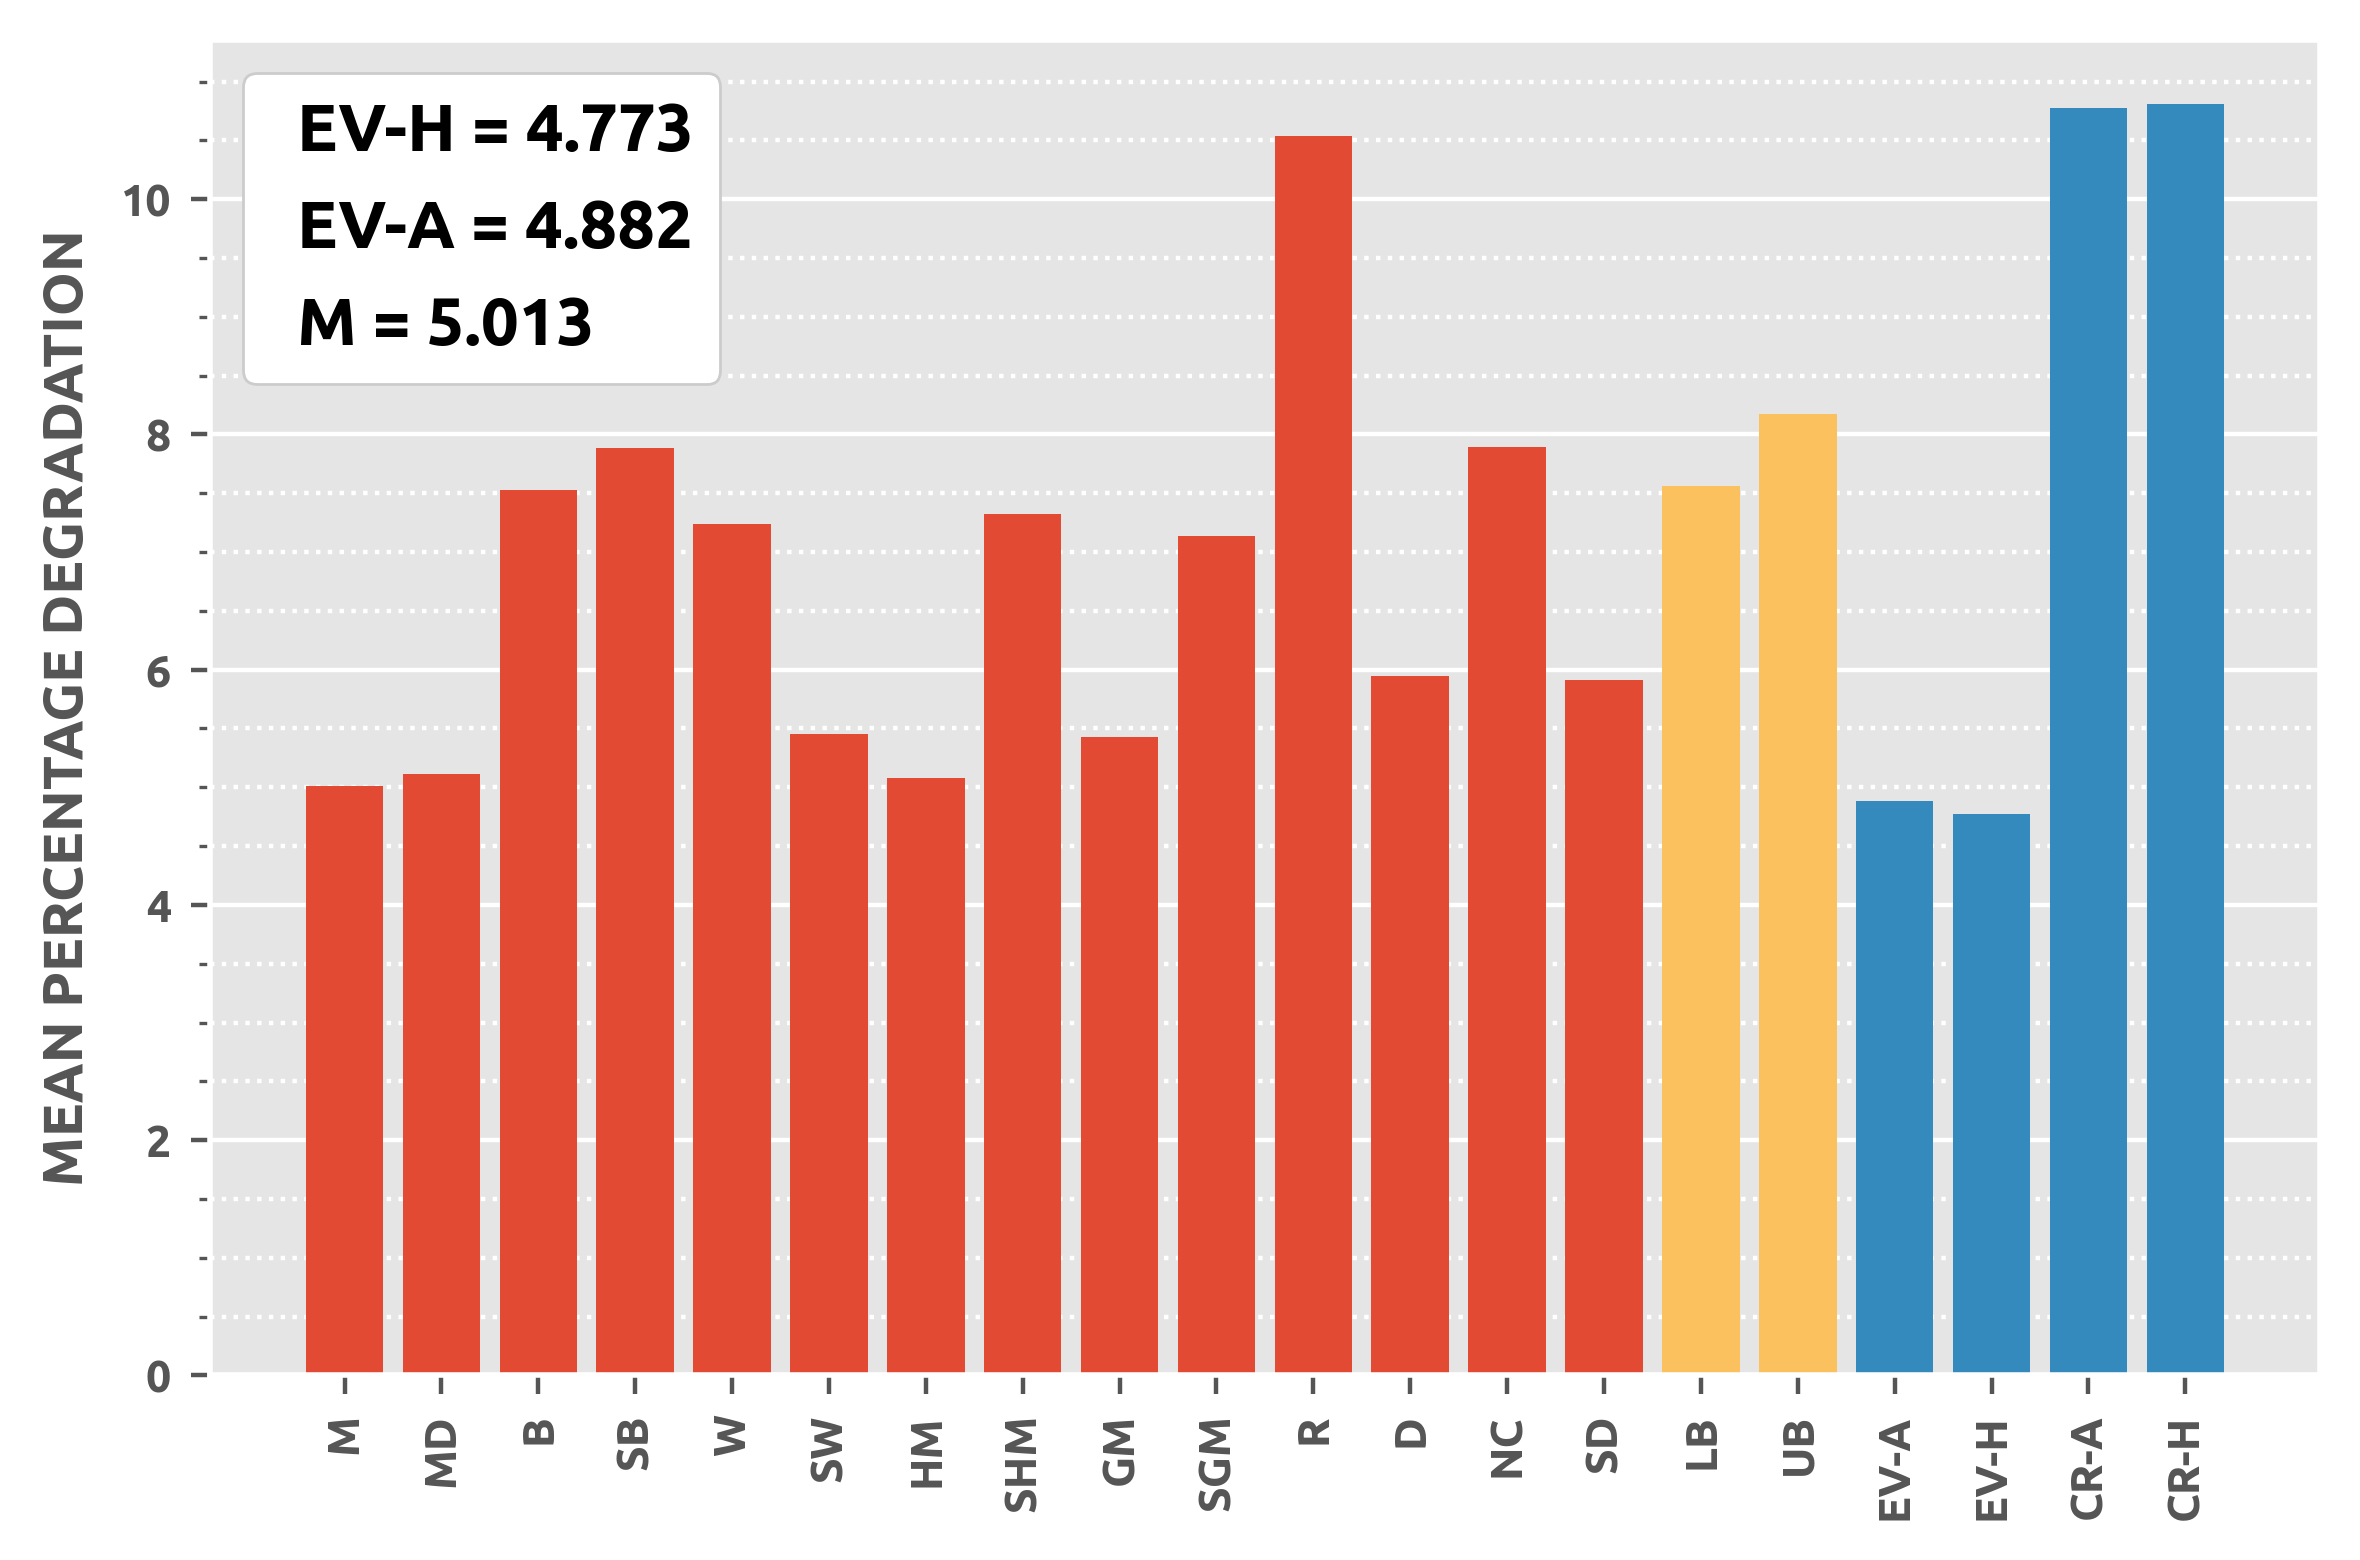 EV-H = 4.773
EV-A = 4.882
M = 5.013
MEAN PERCENTAGE DEGRADATION
10
8
6
4
2
0
M
MD
B
SB
W
SW
HM
SHM
GM
SGM
R
D
NC
SD
LB
UB
EV-A
EV-H
CR-A
CR-H